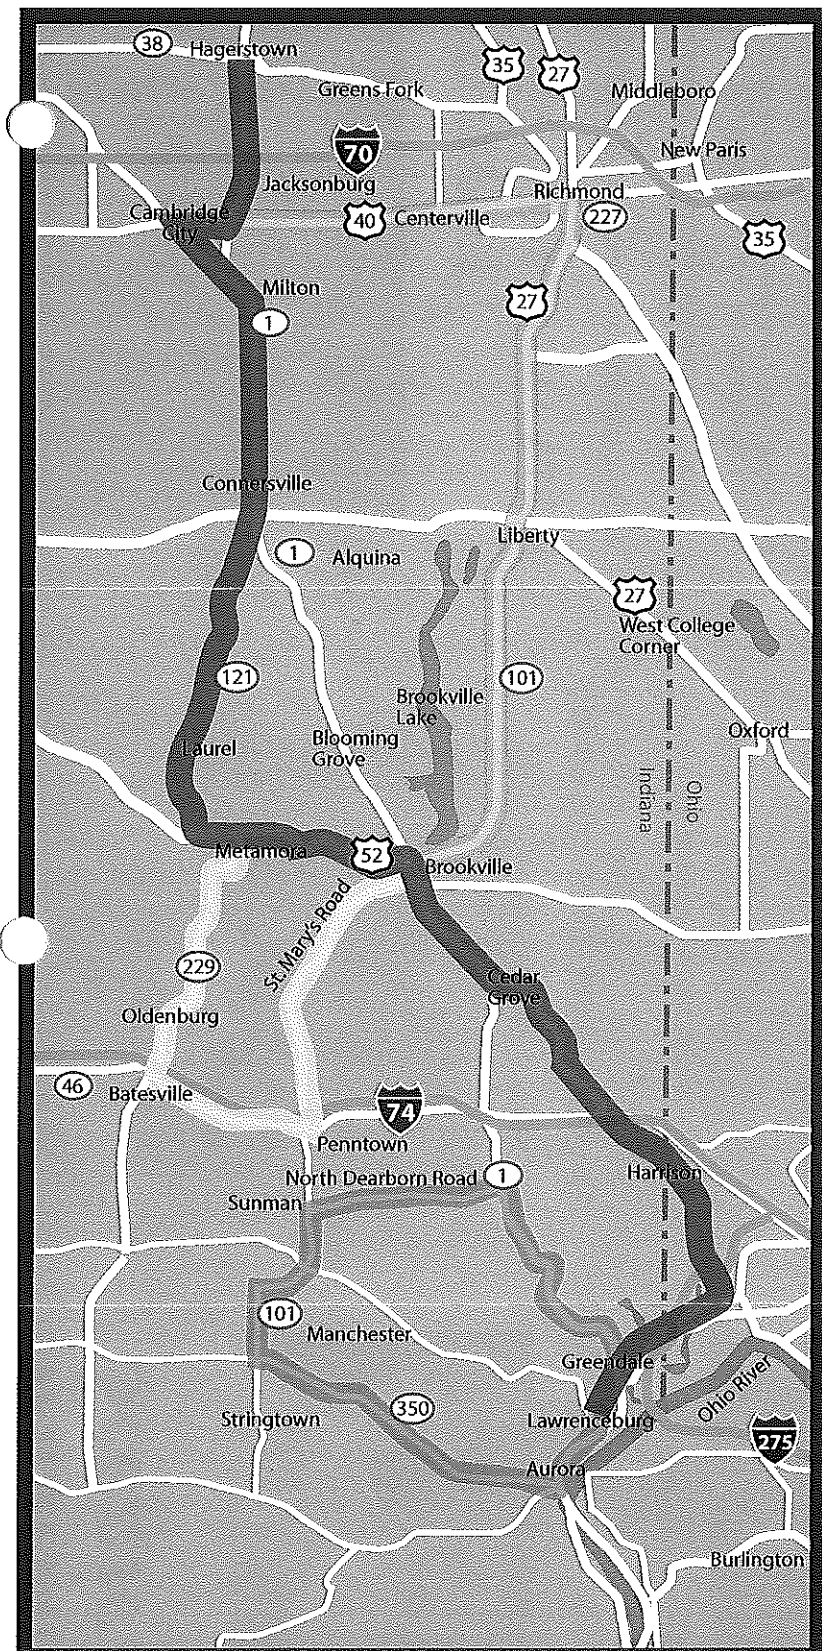 38
Hagerstown
35
27
Greens Fork
Middleboro
70
New Paris
Jacksonburg
Richmond
Cambridge
City
40
Centerville
227
35
Milton
27
1
Connersville
Liberty
1
Alquina
27
West College
Corner
121
101
Brookville
Lake
Laurel
Blooming
Grove
Oxford
Indiana
Ohio
Metamora
52
Brookville
St. Mary's Road
229
Cedar
Grove
Oldenburg
46
Batesville
74
Penntown
North Dearborn Road
1
Harrison
Sunman
101
Manchester
Greendale
Ohio River
350
Stringtown
Lawrenceburg
275
Aurora
Burlington